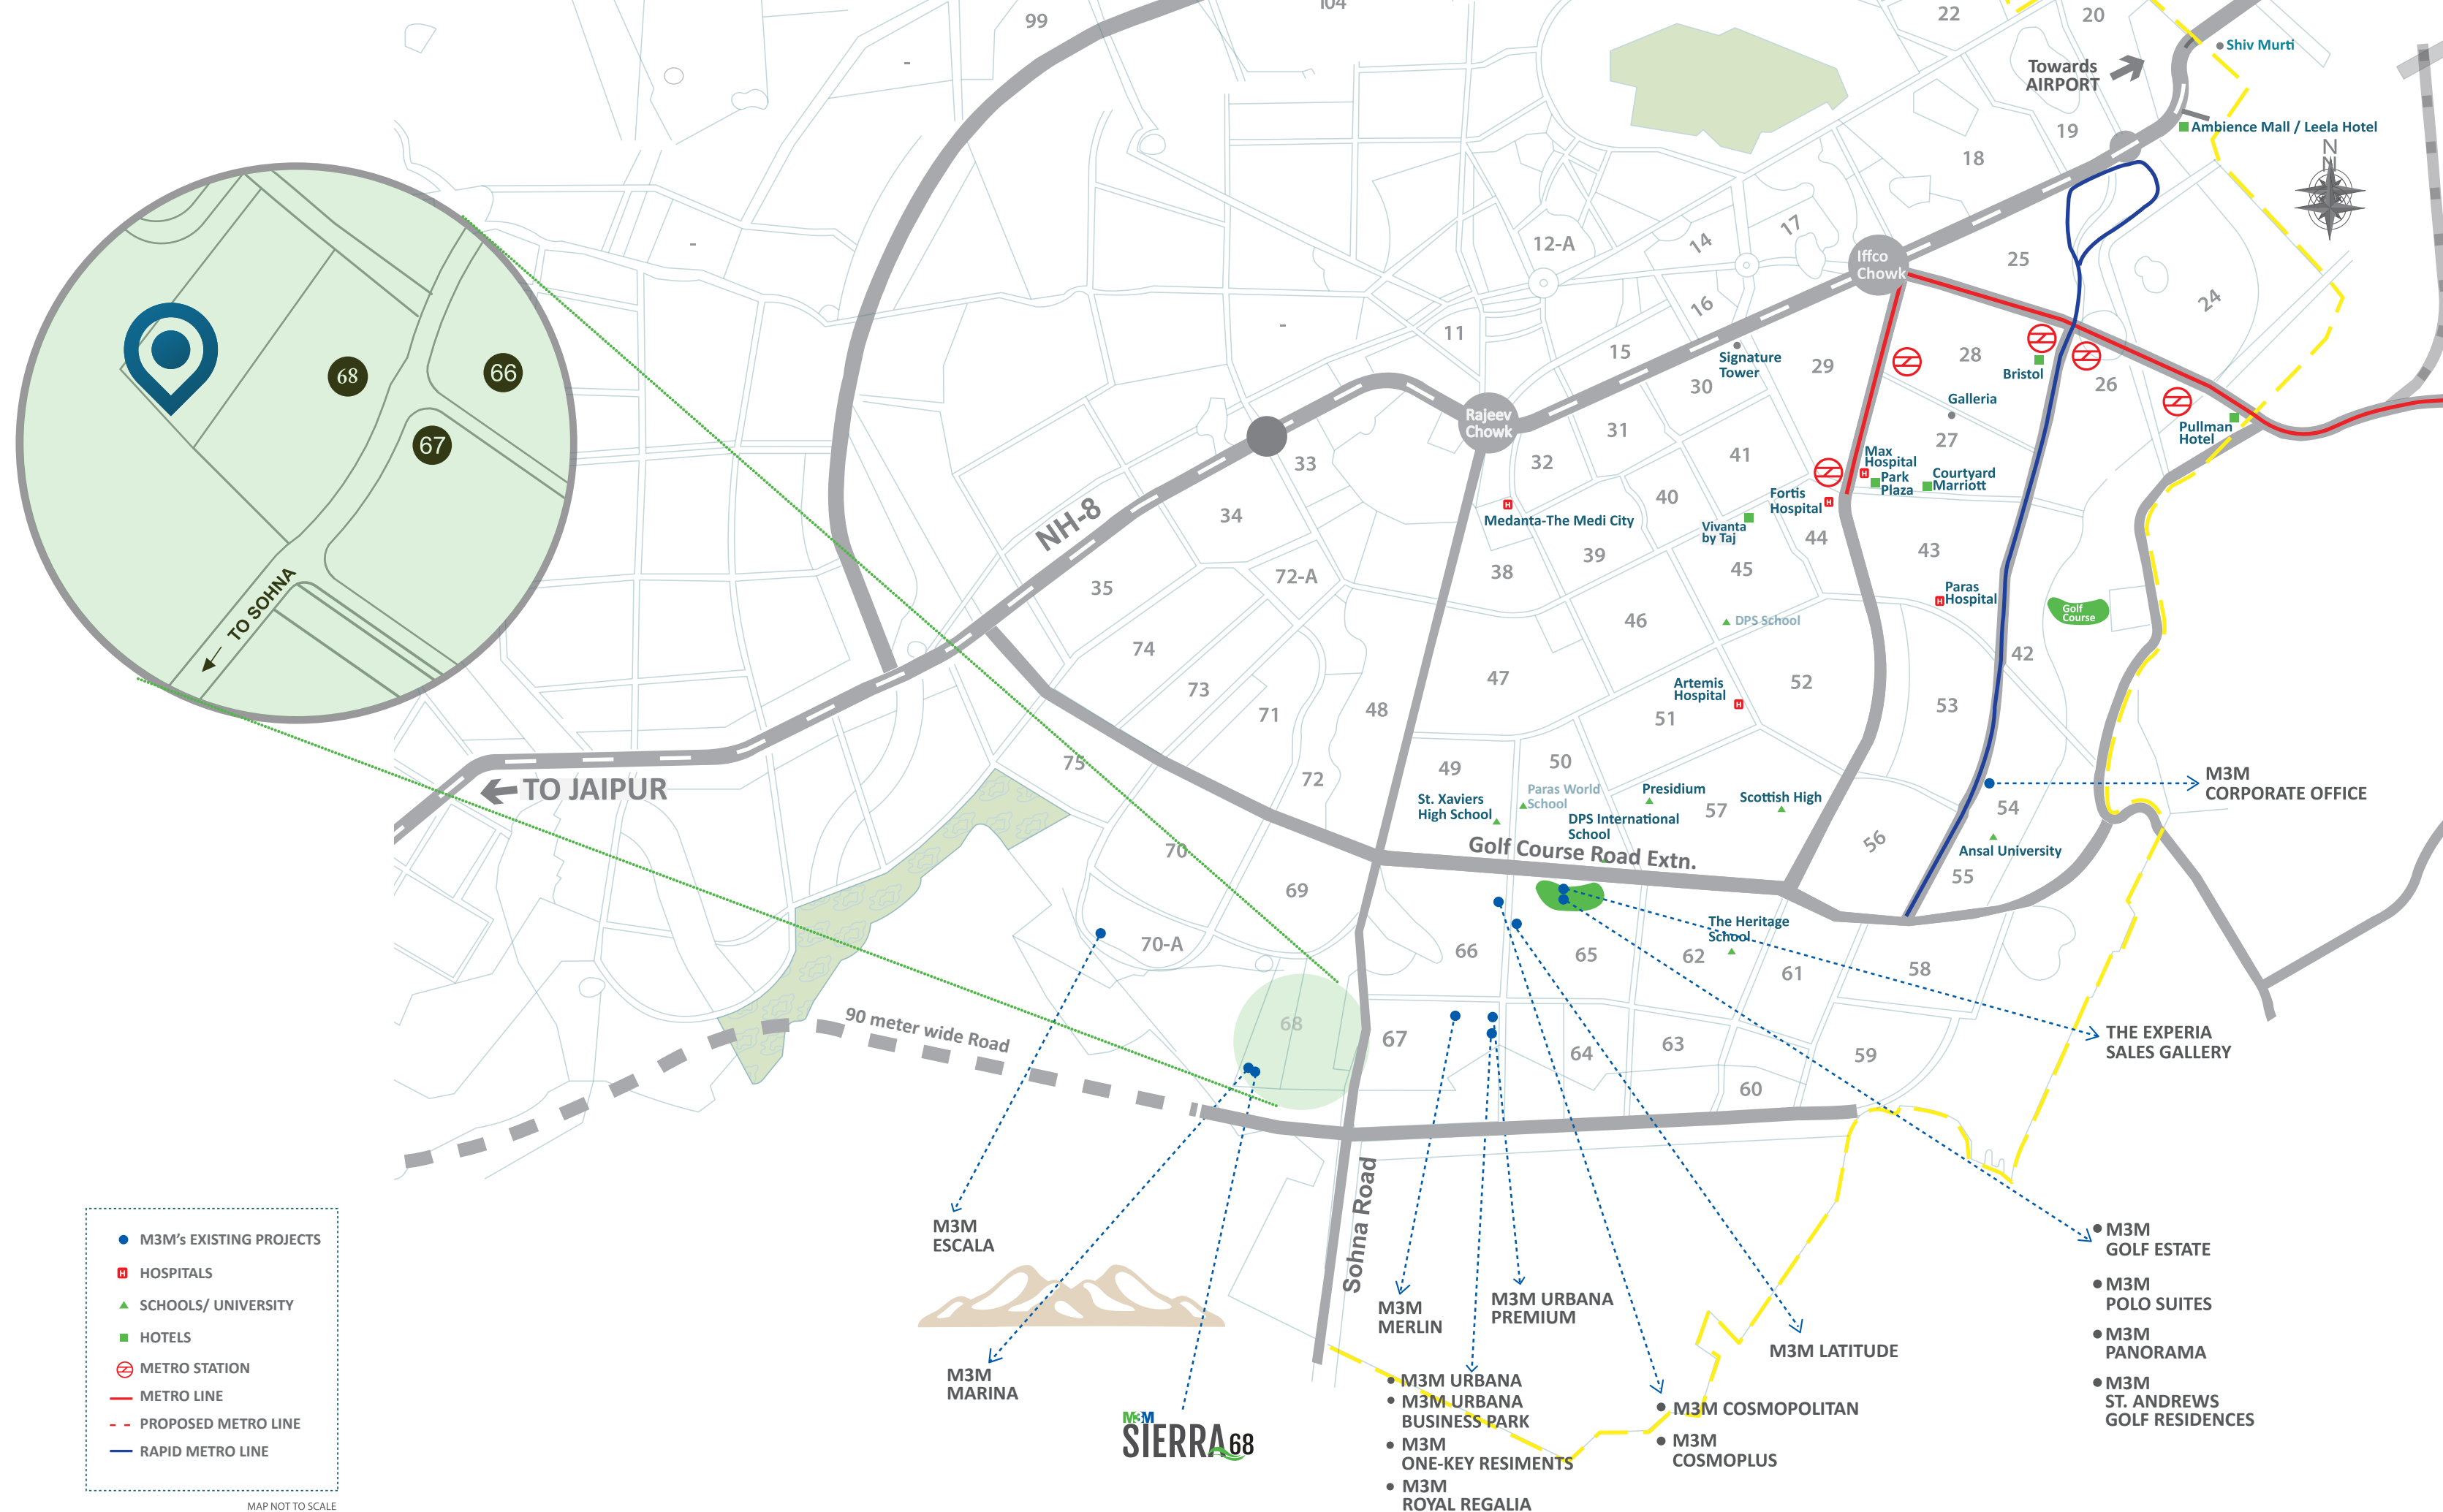 99
104
22
20
Shiv Murti
Towards
AIRPORT
19
Ambience Mall / Leela Hotel
18
N
N
17
14
12-A
25
Iffco
Chowk
24
16
11
15
Signature
Tower
30
29
28
Bristol
26
Galleria
27
Pullman
Hotel
68
66
67
TO SOHNA
Rajeev
Chowk
31
32
33
41
Max
Hospital
Park
Plaza
Courtyard
Marriott
Fortis
Hospital
40
34
NH-8
Medanta-The Medi City
Vivanta
by Taj
44
43
39
38
45
72-A
35
Paras
Hospital
Golf
Course
46
DPS School
74
42
47
Artemis
Hospital
52
73
71
48
51
53
75
72
49
50
TO JAIPUR
Paras World
School
Presidium
St. Xaviers
High School
DPS International
School
57
Scottish High
M3M
CORPORATE OFFICE
54
56
Ansal University
55
Golf Course Road Extn.
70
69
70-A
66
65
The Heritage
School
62
61
58
90 meter wide Road
68
67
64
63
60
59
THE EXPERIA
SALES GALLERY
Sohna Road
M3M
ESCALA
M3M
MARINA
M3M
SIERRA68
M3M
MERLIN
M3M URBANA
PREMIUM
M3M URBANA
M3M URBANA
BUSINESS PARK
M3M
ONE-KEY RESIMENTS
M3M
ROYAL REGALIA
M3M COSMOPOLITAN
M3M
COSMOPLUS
M3M LATITUDE
M3M
GOLF ESTATE
M3M
POLO SUITES
M3M
PANORAMA
M3M
ST. ANDREWS
GOLF RESIDENCES
M3M's EXISTING PROJECTS
H HOSPITALS
SCHOOLS/ UNIVERSITY
HOTELS
METRO STATION
METRO LINE
PROPOSED METRO LINE
RAPID METRO LINE
MAP NOT TO SCALE